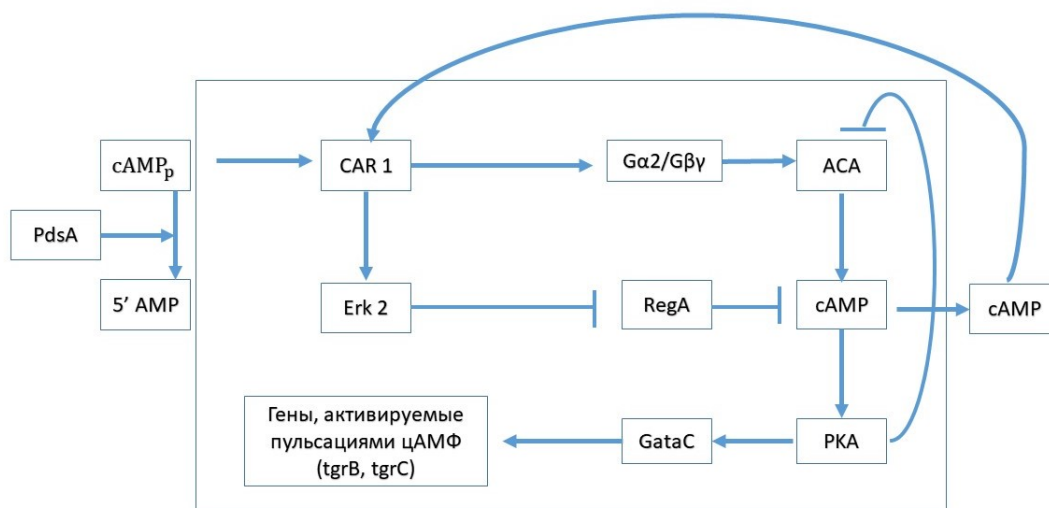 cAMPp
CAR 1
Gα2/Gβγ
ACA
PdsA
5’ AMP
Erk 2
RegA
cAMP
cAMP
Гены, активируемые
пульсациями цАМФ
(tgrB, tgrC)
GataC
PKA